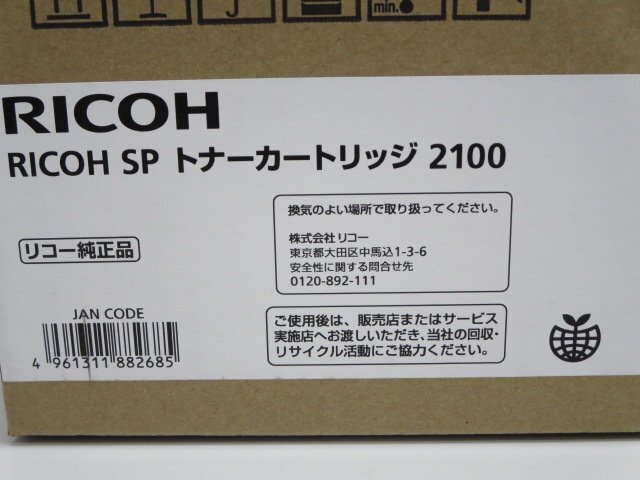 min.
RICOH
RICOH SP トナーカートリッジ 2100
換気のよい場所で取り扱ってください。
リコー純正品
株式会社リコー
東京都大田区中馬込1-3-6
安全性に関する問合せ先
0120-892-111
JAN CODE
4 961311 882685
ご使用後は、販売店またはサービス
実施店へお渡しいただき、当社の回収・
リサイクル活動にご協力ください。